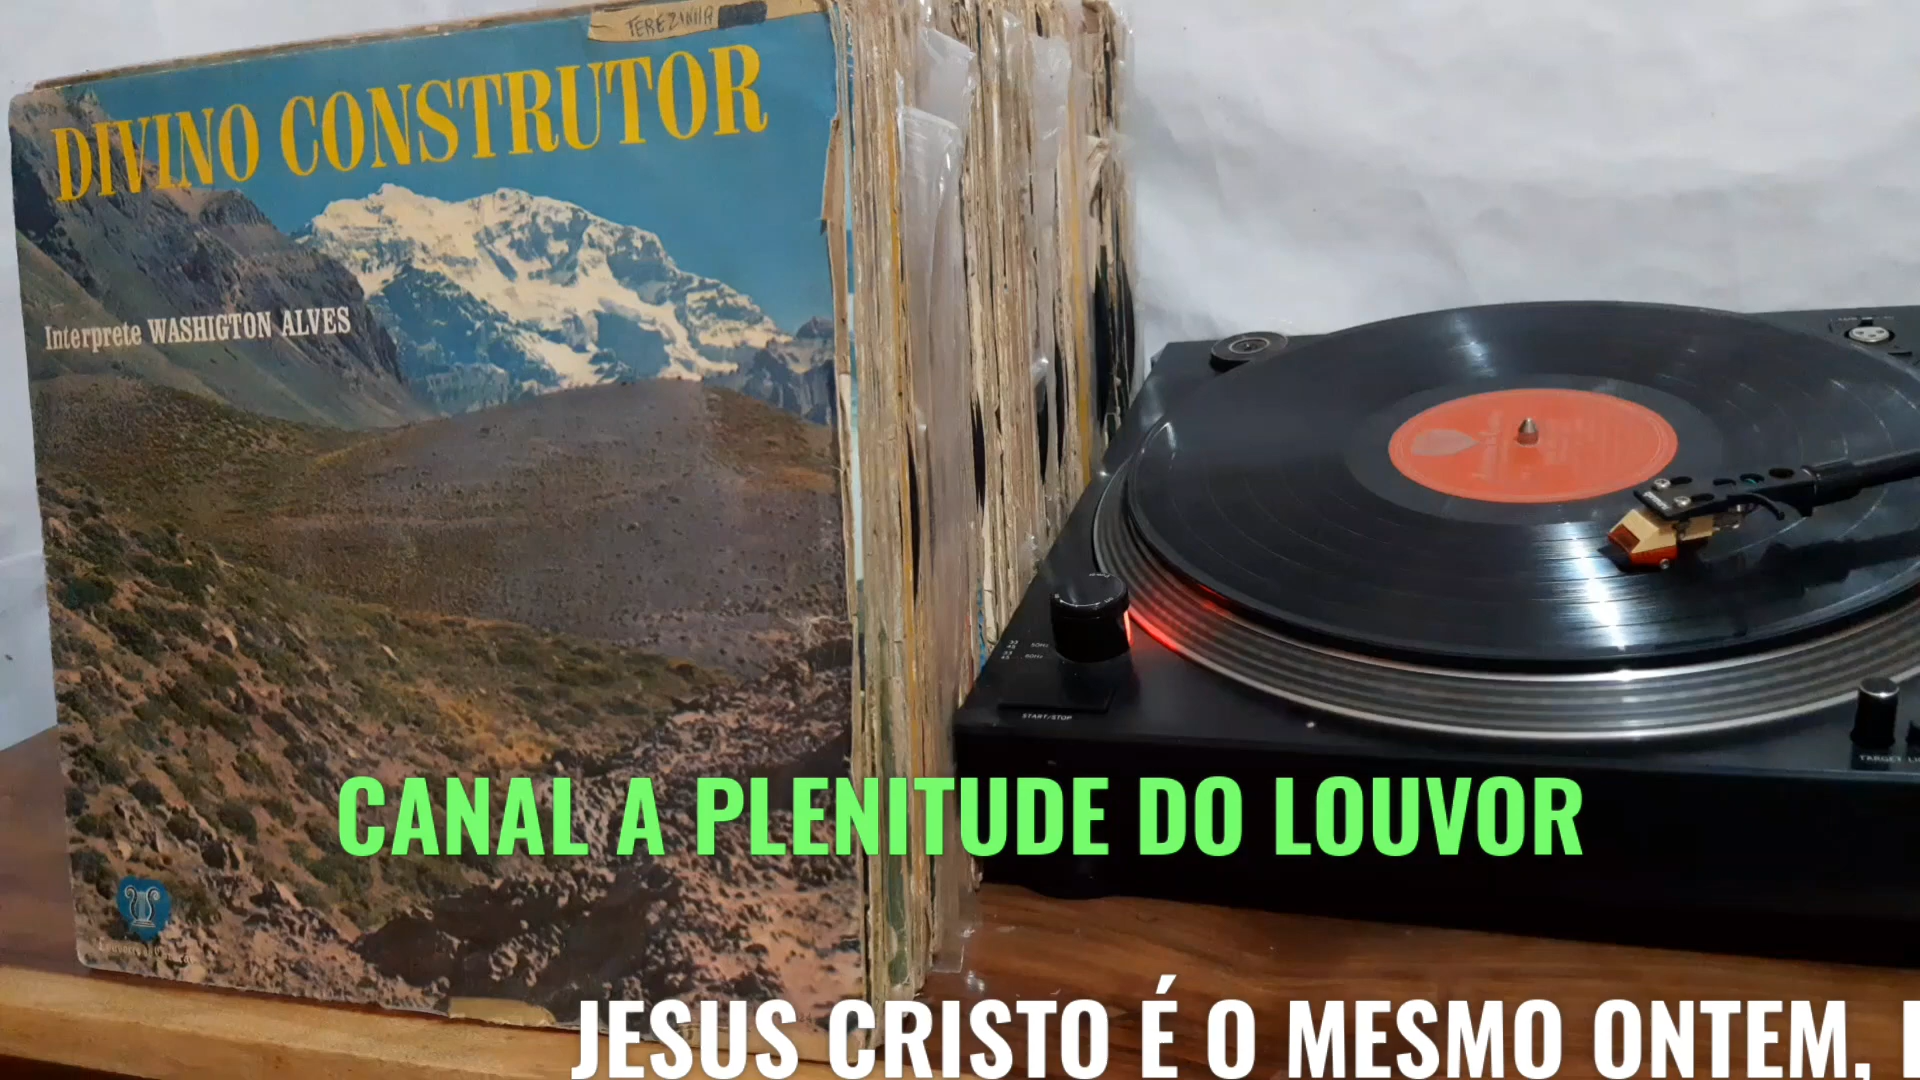 TEREZINHA
DIVINO CONSTRUTOR
Interprete WASHIGTON ALVES
START/STOP
CANAL A PLENITUDE DO LOUVOR
JESUS CRISTO É O MESMO ONTEM,